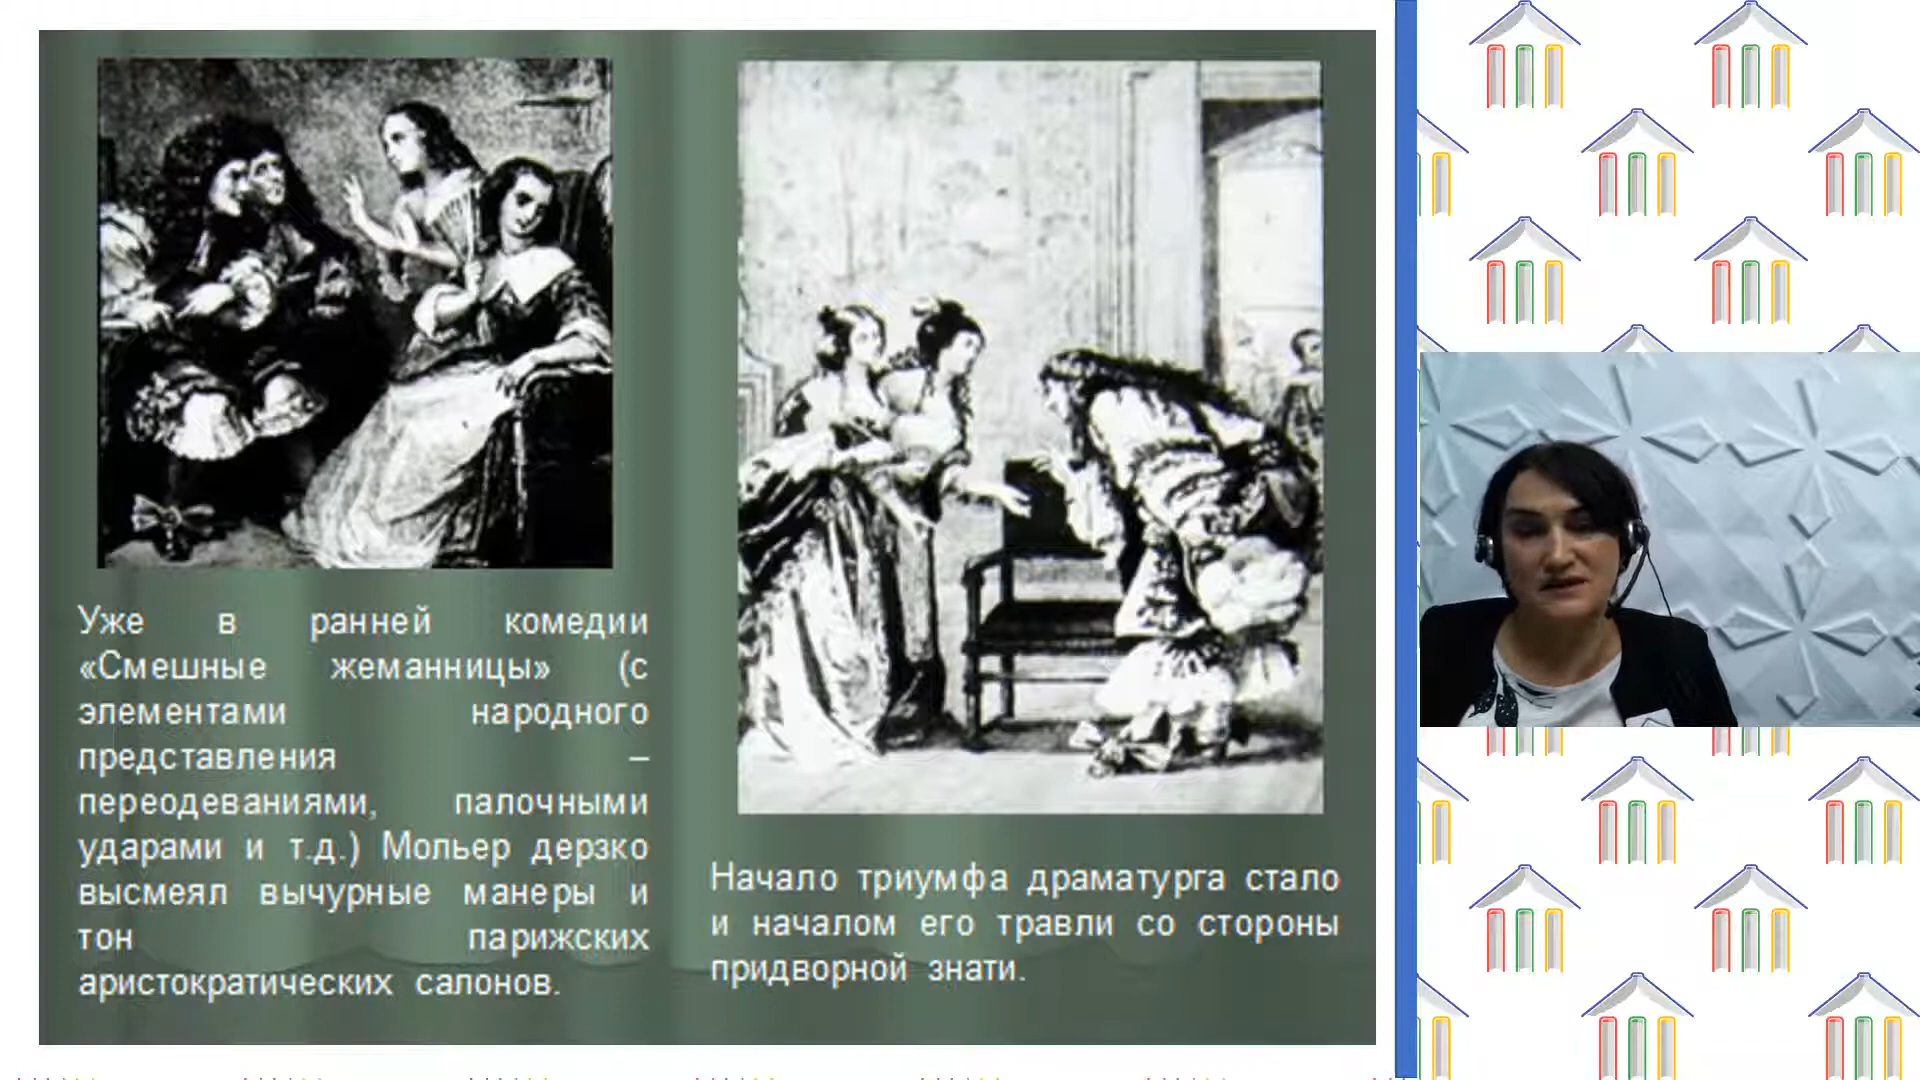 Уже в ранней комедии
«Смешные жеманницы» (с
элементами народного
представления –
переодеваниями, палочными
ударами и т.д.) Мольер дерзко
высмеял вычурные манеры и
тон парижских
аристократических салонов.
Начало триумфа драматурга стало
и началом его травли со стороны
придворной знати.